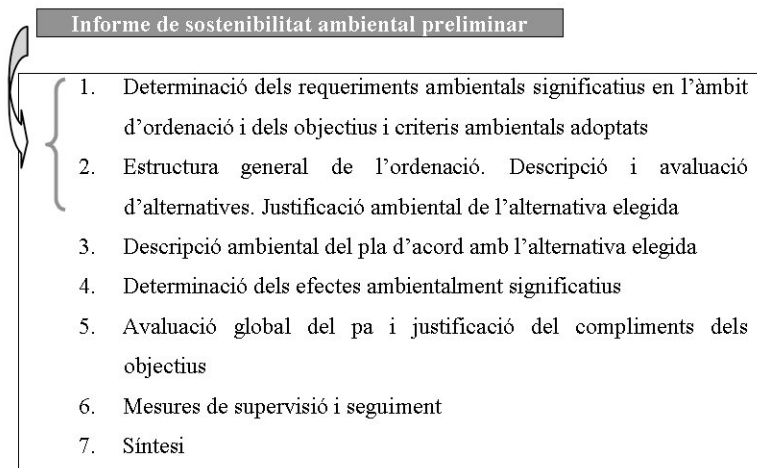 Informe de sostenibilitat ambiental preliminar
1. Determinació dels requeriments ambientals significatius en l’àmbit
d’ordenació i dels objectius i criteris ambientals adoptats
2. Estructura general de l’ordenació. Descripció i avaluació
d’alternatives. Justificació ambiental de l’alternativa elegida
3. Descripció ambiental del pla d’acord amb l’alternativa elegida
4. Determinació dels efectes ambientalment significatius
5. Avaluació global del pa i justificació del compliments dels
objectius
6. Mesures de supervisió i seguiment
7. Síntesi